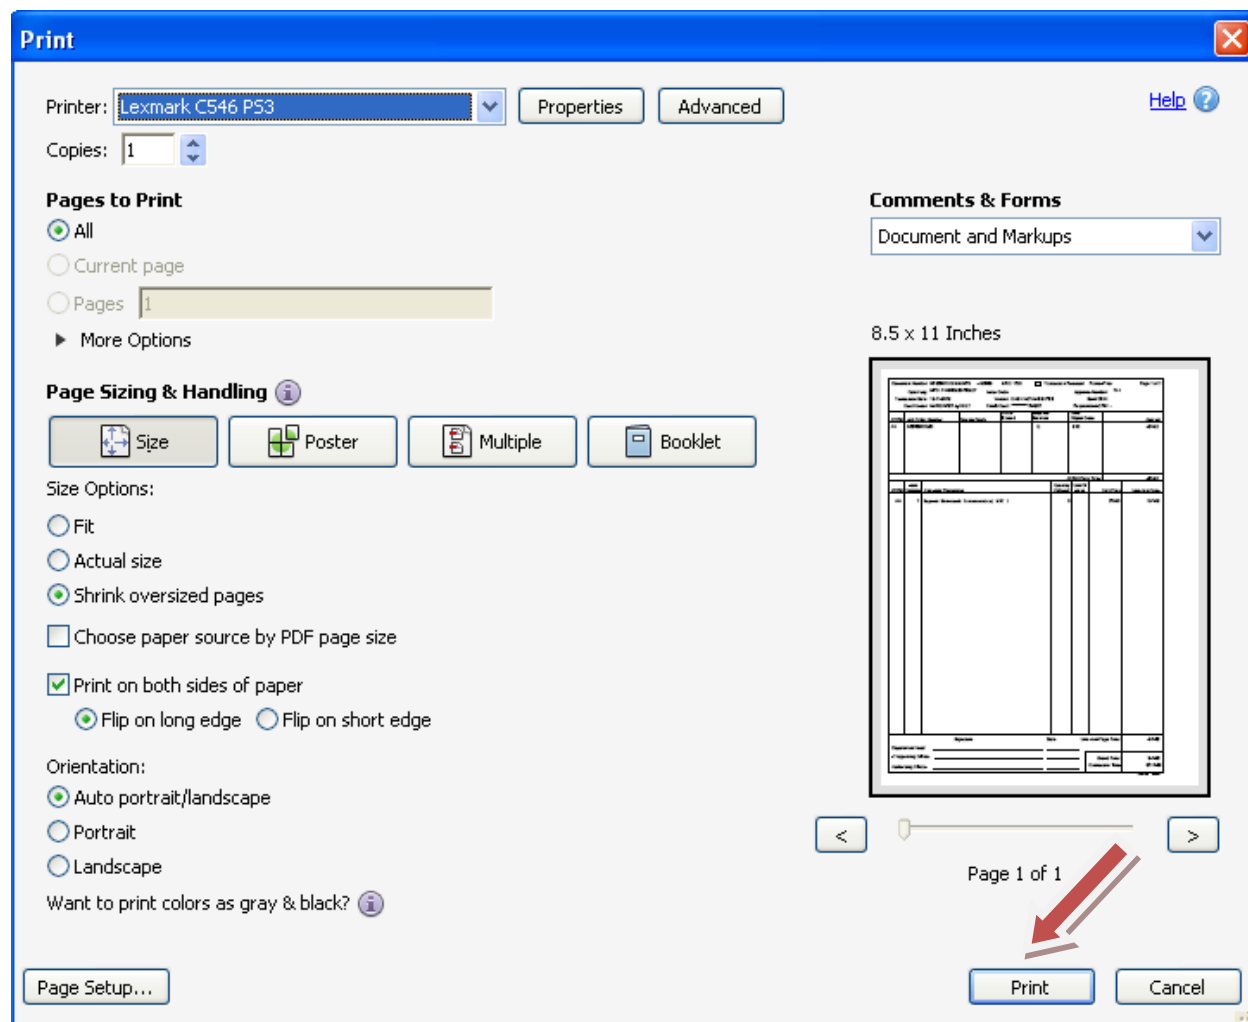 Print
Printer: Lexmark C546 PS3 Properties Advanced Help
Copies: 1
Pages to Print
All
Current page
Pages 1
More Options
Comments & Forms
Document and Markups
8.5 x 11 Inches
Page Sizing & Handling
Size Poster Multiple Booklet
Size Options:
Fit
Actual size
Shrink oversized pages
Choose paper source by PDF page size
Print on both sides of paper
Flip on long edge Flip on short edge
Orientation:
Auto portrait/landscape
Portrait
Landscape
Want to print colors as gray & black?
< >
Page 1 of 1
Page Setup... Print Cancel